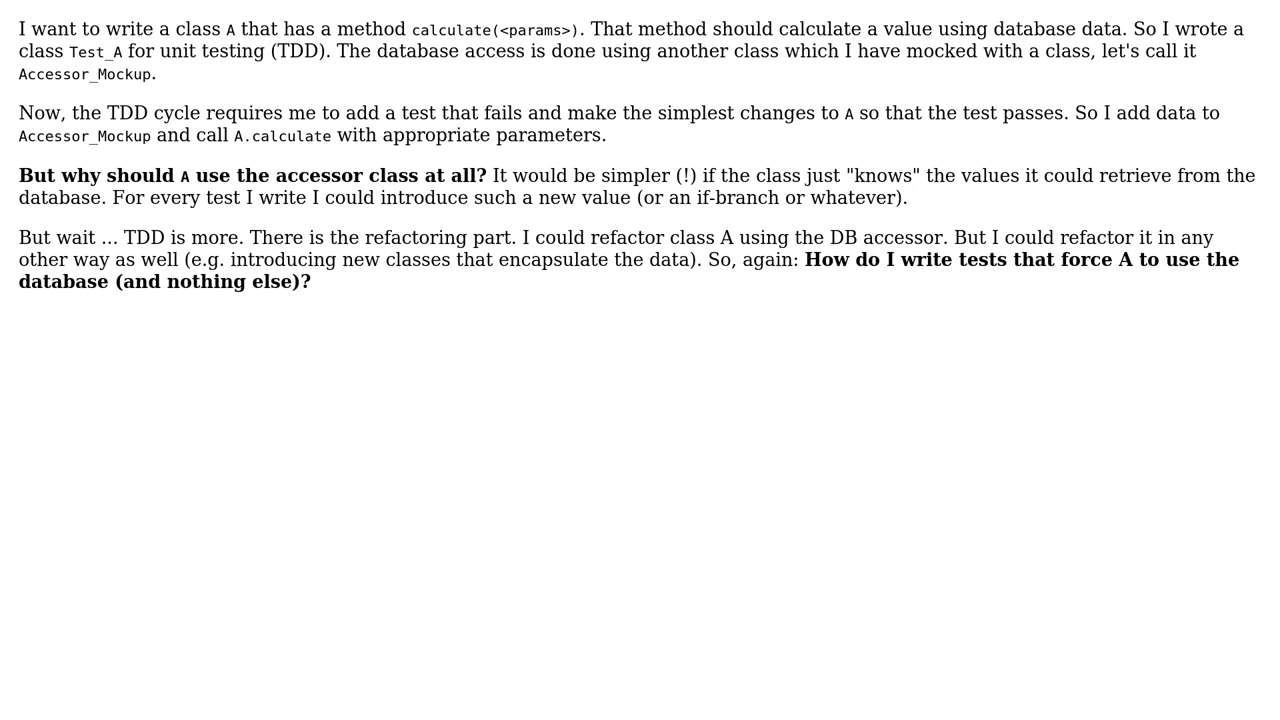 I want to write a class A that has a method calculate(<params>). That method should calculate a value using database data. So I wrote a
class Test_A for unit testing (TDD). The database access is done using another class which I have mocked with a class, let's call it
Accessor_Mockup.
Now, the TDD cycle requires me to add a test that fails and make the simplest changes to A so that the test passes. So I add data to
Accessor_Mockup and call A.calculate with appropriate parameters.
But why should A use the accessor class at all? It would be simpler (!) if the class just "knows" the values it could retrieve from the
database. For every test I write I could introduce such a new value (or an if-branch or whatever).
But wait ... TDD is more. There is the refactoring part. I could refactor class A using the DB accessor. But I could refactor it in any
other way as well (e.g. introducing new classes that encapsulate the data). So, again: How do I write tests that force A to use the
database (and nothing else)?